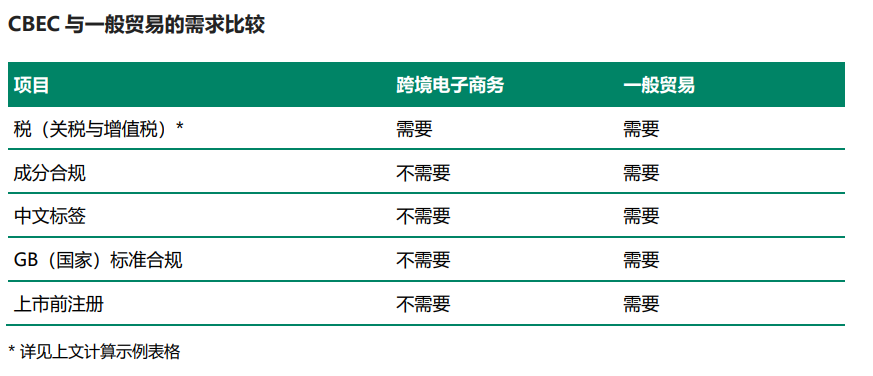 CBEC 与一般贸易的需求比较
项目 跨境电子商务 一般贸易
税（关税与增值税）* 需要 需要
成分合规 不需要 需要
中文标签 不需要 需要
GB（国家）标准合规 不需要 需要
上市前注册 不需要 需要
* 详见上文计算示例表格